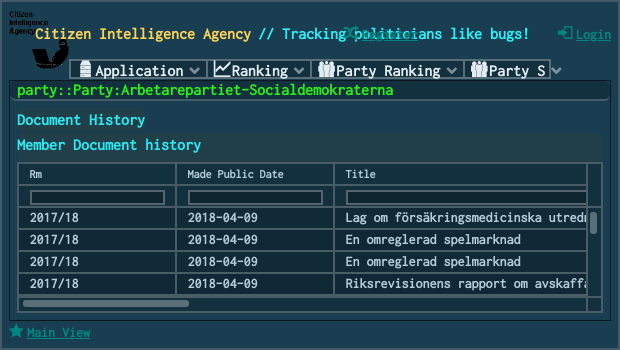 Citizen
Intelligence
Agency
Citizen Intelligence Agency // Tracking politicians like bugs!
Register
Login
Application
Ranking
Party Ranking
Party S
party::Party:Arbetarepartiet-Socialdemokraterna
Document History
Member Document history
Rm Made Public Date Title
2017/18 2018-04-09 Lag om försäkringsmedicinska utredn
2017/18 2018-04-09 En omreglerad spelmarknad
2017/18 2018-04-09 En omreglerad spelmarknad
2017/18 2018-04-09 Riksrevisionens rapport om avskaffa
Main View